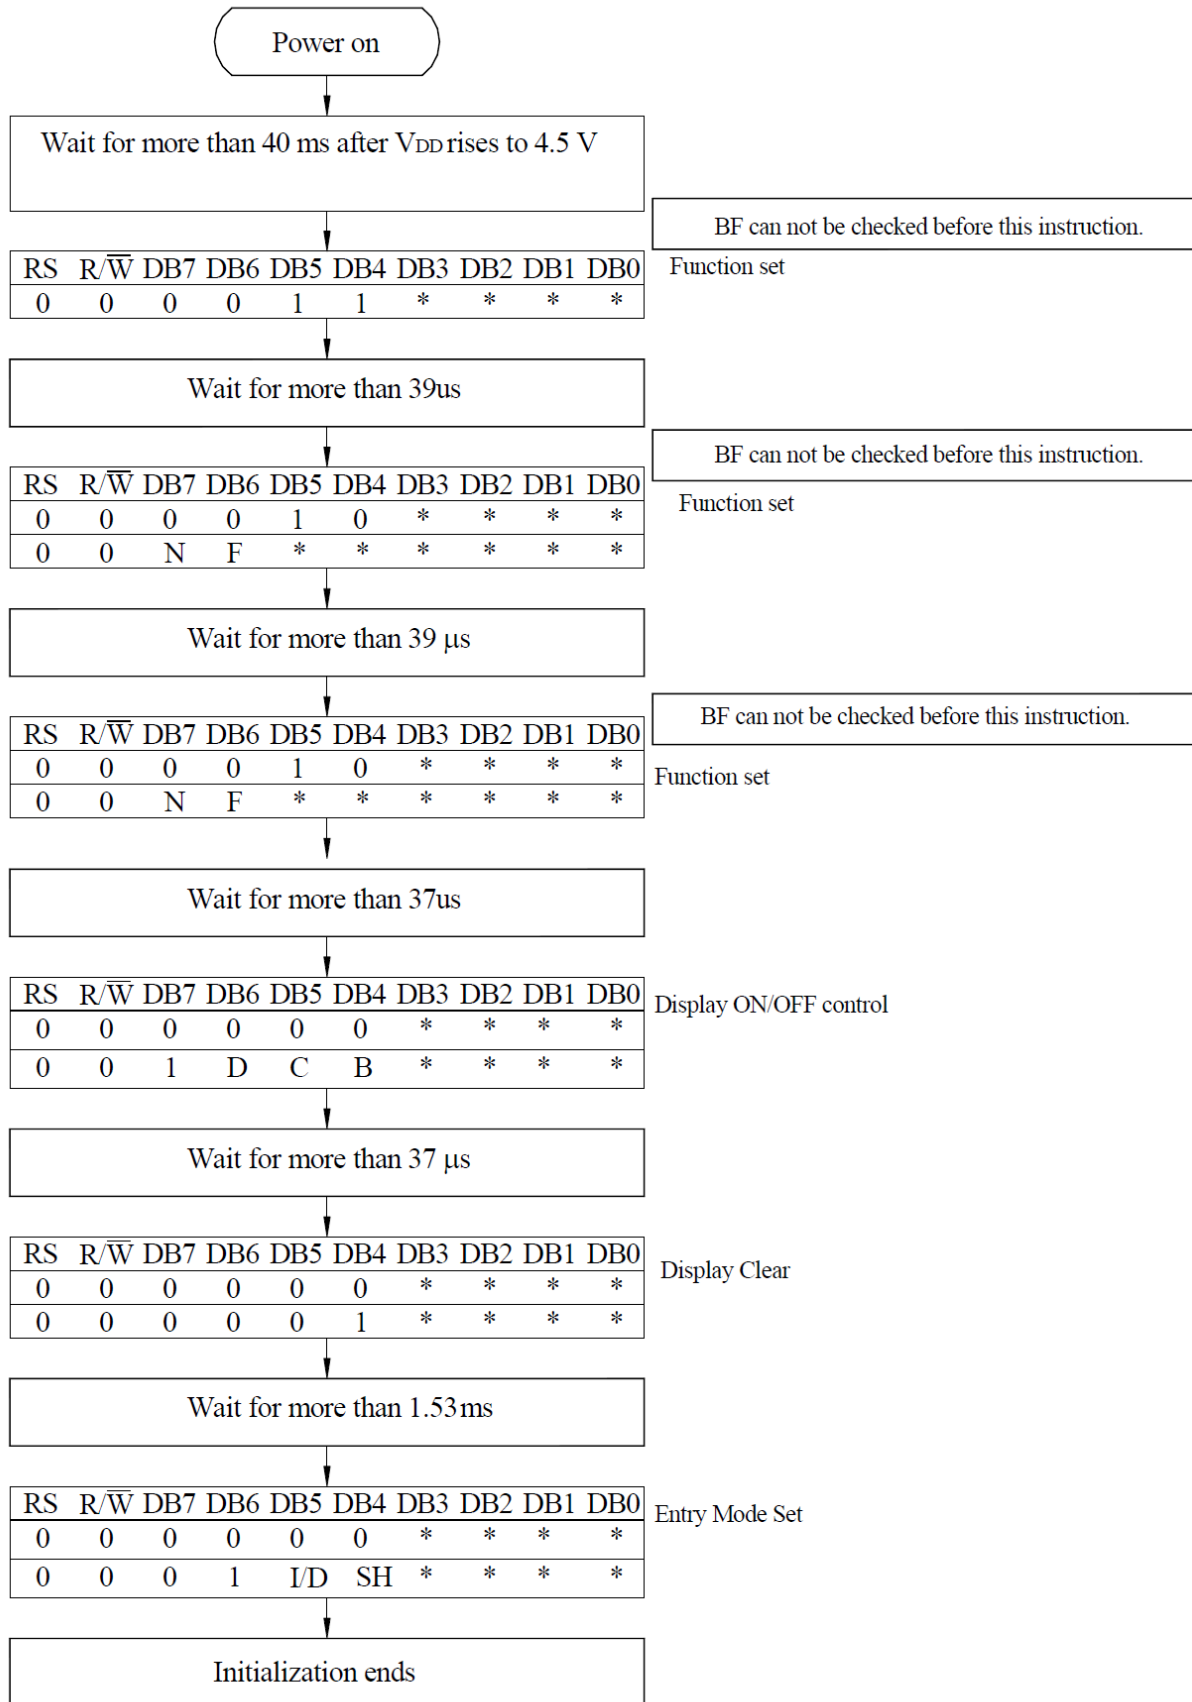 Power on
Wait for more than 40 ms after VDD rises to 4.5 V
BF can not be checked before this instruction.
RS R/W̅ DB7 DB6 DB5 DB4 DB3 DB2 DB1 DB0
Function set
0 0 0 0 1 1 * * * *
Wait for more than 39us
BF can not be checked before this instruction.
RS R/W̅ DB7 DB6 DB5 DB4 DB3 DB2 DB1 DB0
Function set
0 0 0 0 1 0 * * * *
0 0 N F * * * * * *
Wait for more than 39 μs
BF can not be checked before this instruction.
RS R/W̅ DB7 DB6 DB5 DB4 DB3 DB2 DB1 DB0
0 0 0 0 1 0 * * * *
Function set
0 0 N F * * * * * *
Wait for more than 37us
RS R/W̅ DB7 DB6 DB5 DB4 DB3 DB2 DB1 DB0
Display ON/OFF control
0 0 0 0 0 0 * * * *
0 0 1 D C B * * * *
Wait for more than 37 μs
RS R/W̅ DB7 DB6 DB5 DB4 DB3 DB2 DB1 DB0
Display Clear
0 0 0 0 0 0 * * * *
0 0 0 0 0 1 * * * *
Wait for more than 1.53ms
RS R/W̅ DB7 DB6 DB5 DB4 DB3 DB2 DB1 DB0
Entry Mode Set
0 0 0 0 0 0 * * * *
0 0 0 1 I/D SH * * * *
Initialization ends